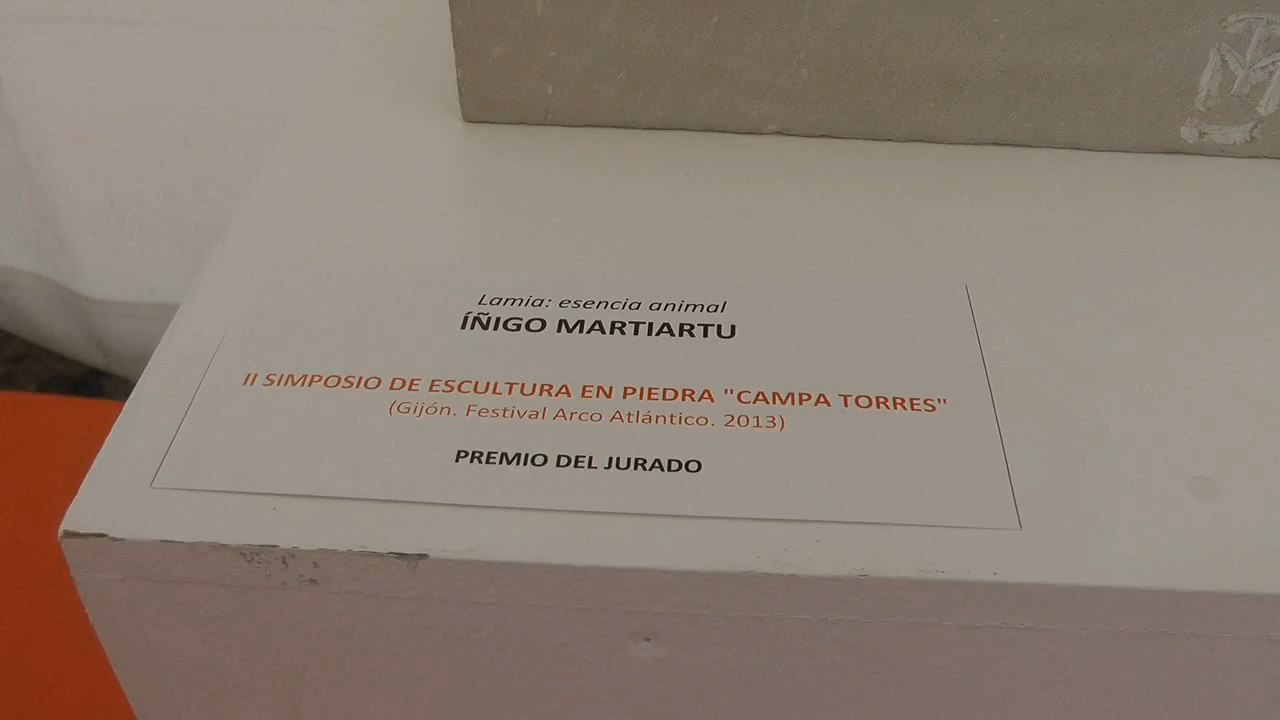 Lamia: esencia animal
ÍÑIGO MARTIARTU
II SIMPOSIO DE ESCULTURA EN PIEDRA "CAMPA TORRES"
(Gijón. Festival Arco Atlántico. 2013)
PREMIO DEL JURADO